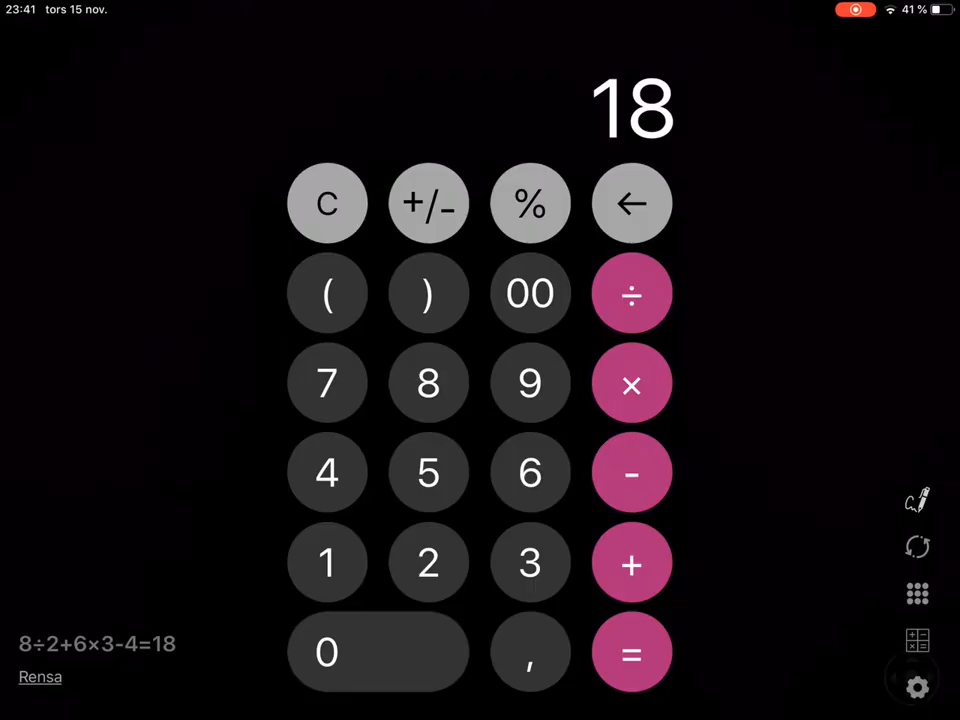 23:41 tors 15 nov. 41 %
18
C +/- % ←
( ) 00 ÷
7 8 9 ×
4 5 6 -
1 2 3 +
0 , =
8÷2+6×3-4=18
Rensa